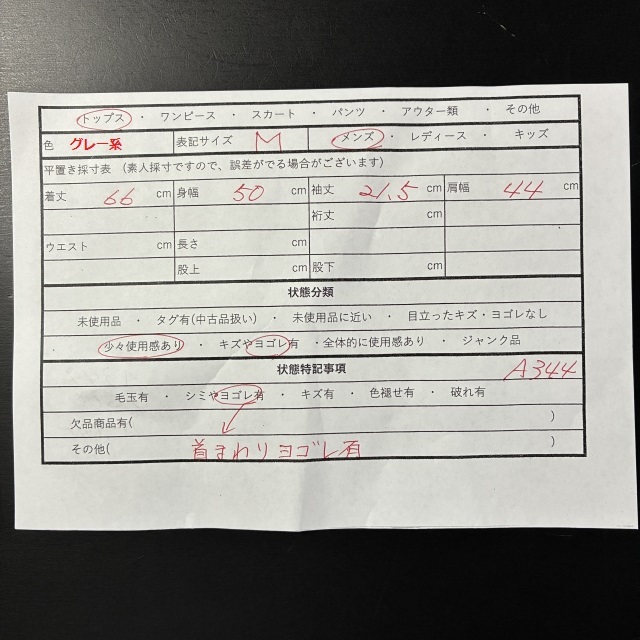 トップス ・ ワンピース ・ スカート ・ パンツ ・ アウター類 ・ その他
色 グレー系 表記サイズ M メンズ ・ レディース ・ キッズ
平置き採寸表 (素人採寸ですので、誤差がでる場合がございます)
着丈 66 cm 身幅 50 cm 袖丈 21.5 cm 肩幅 44 cm
裄丈 cm
ウエスト cm 長さ cm
股上 cm 股下 cm
状態分類
未使用品 ・ タグ有(中古品扱い) ・ 未使用品に近い ・ 目立ったキズ・ヨゴレなし
少々使用感あり ・ キズやヨゴレ有 ・全体的に使用感あり ・ ジャンク品
状態特記事項 A344
毛玉有 ・ シミやヨゴレ有 ・ キズ有 ・ 色褪せ有 ・ 破れ有
欠品商品有( )
その他( 首まわりヨゴレ有 )